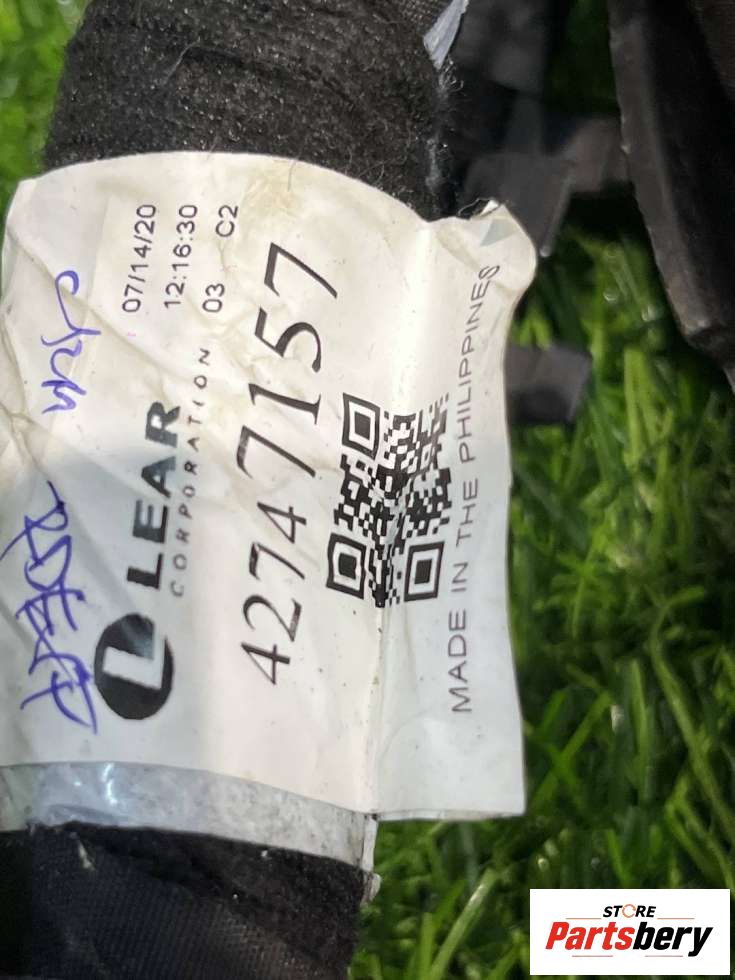 07/14/20
12:16:30
03 C2
L LEAR
CORPORATION
42747157
MADE IN THE PHILIPPINES
STORE
Partsbery